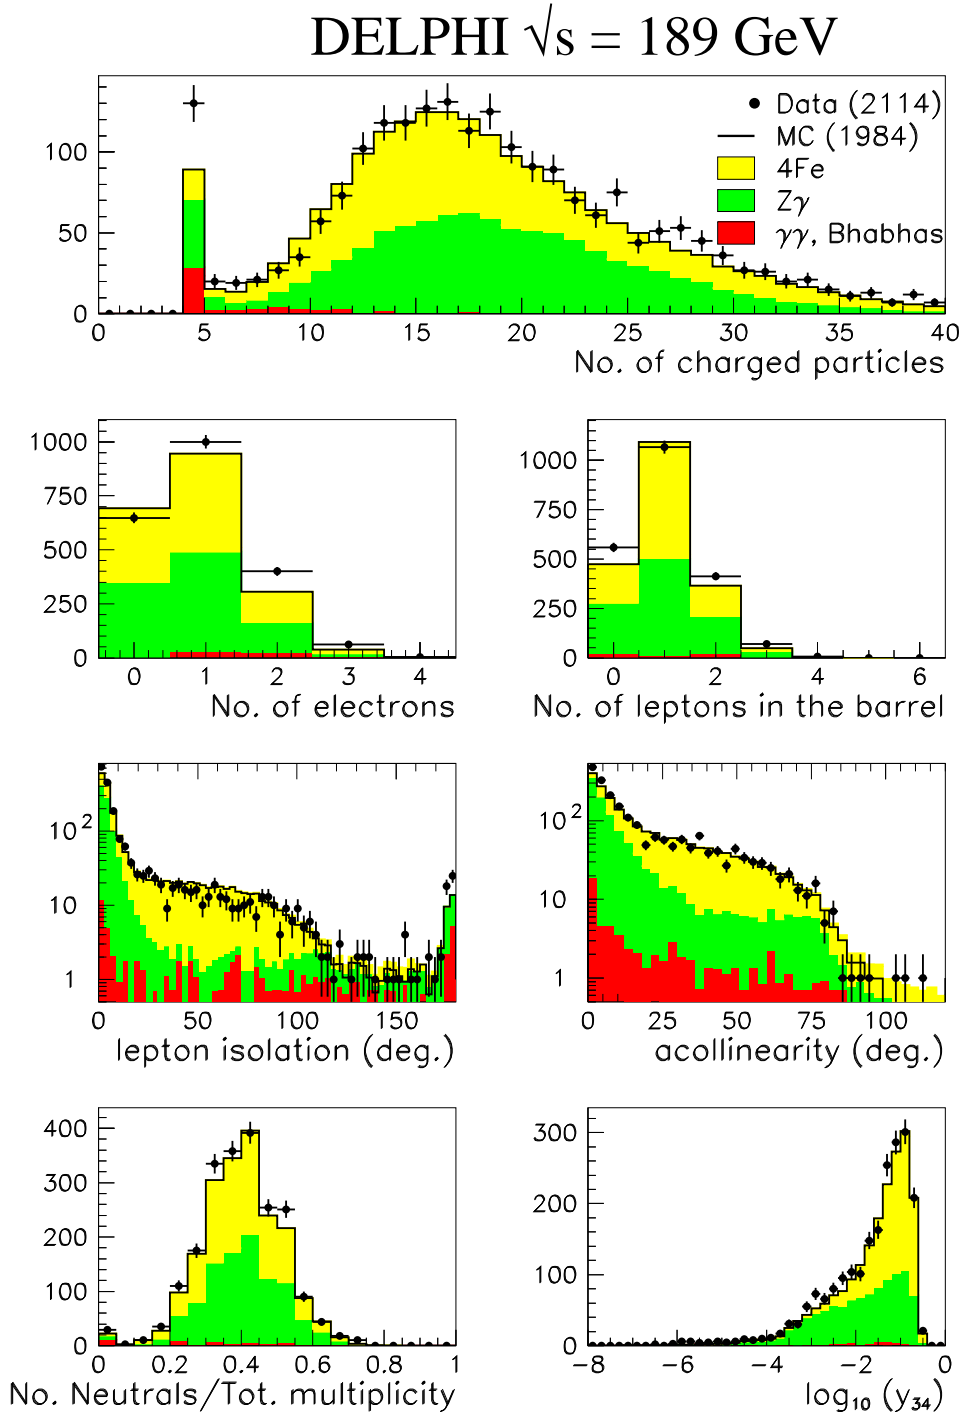 DELPHI √s = 189 GeV
100
50
0
Data (2114)
MC (1984)
4Fe
Zγ
γγ, Bhabhas
0 5 10 15 20 25 30 35 40
No. of charged particles
1000
750
500
250
0
0 1 2 3 4
No. of electrons
1000
750
500
250
0
0 1 2 3 4 5 6
No. of leptons in the barrel
10²
10
1
0 50 100 150
lepton isolation (deg.)
10²
10
1
0 25 50 75 100
acollinearity (deg.)
400
300
200
100
0
0 0.2 0.4 0.6 0.8 1
No. Neutrals/Tot. multiplicity
300
200
100
0
−8 −6 −4 −2 0
log₁₀ (y₃₄)